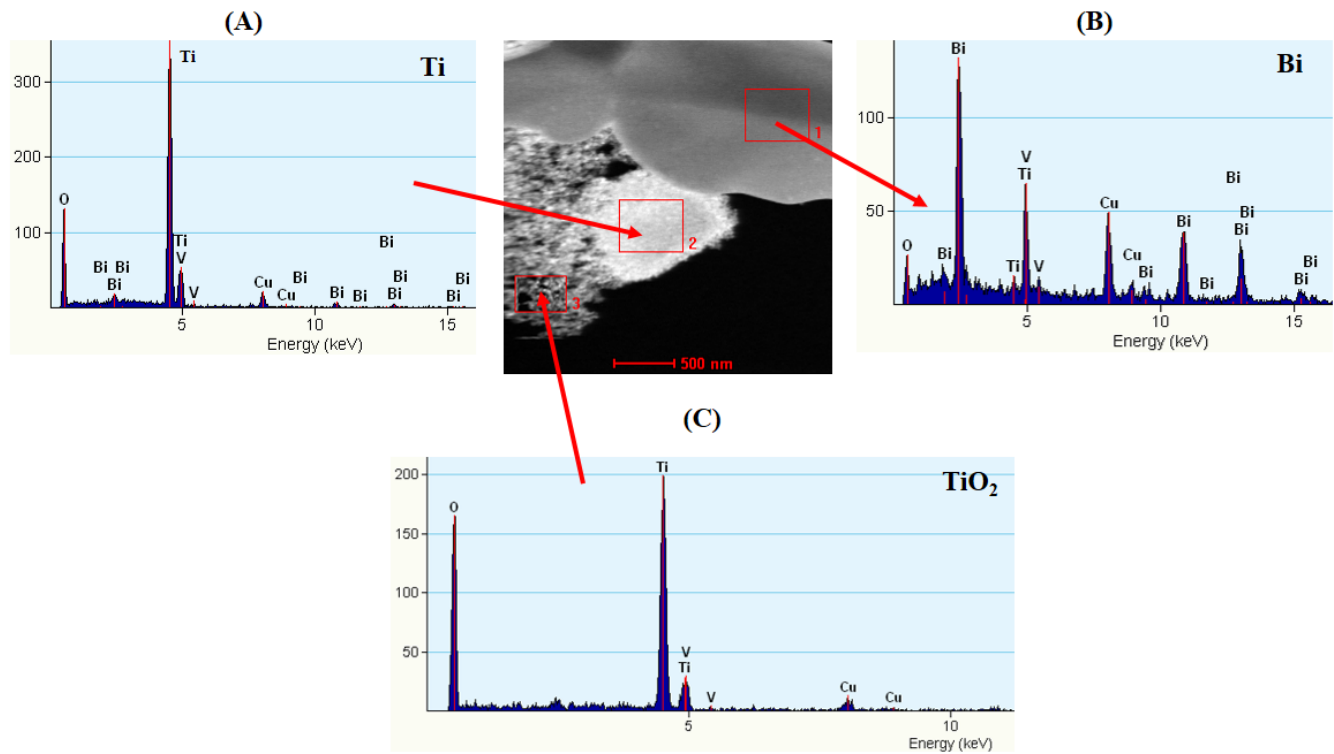 (A)
Ti
300
200
100
O
Ti
Ti
V
V
Bi Bi
Bi
Cu
Cu
Bi
Bi
Bi
Bi
Bi
Bi
Bi
Bi
5
10
15
Energy (keV)
1
2
3
500 nm
(B)
Bi
100
50
O
Bi
Bi
V
Ti
Ti
V
Cu
Cu
Bi
Bi
Bi
Bi
Bi
Bi
Bi
Bi
5
10
15
Energy (keV)
(C)
TiO₂
200
150
100
50
O
Ti
V
Ti
V
Cu
Cu
5
10
Energy (keV)